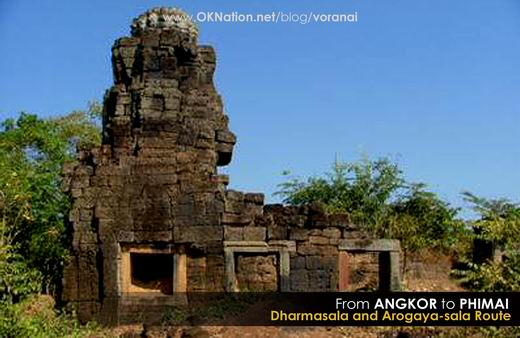 www.OKNation.net/blog/voranai
From ANGKOR to PHIMAI
Dharmasala and Arogaya-sala Route